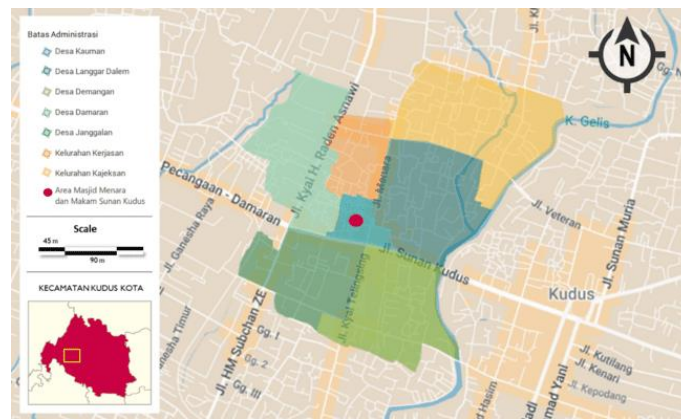 Batas Administrasi
Desa Kauman
Desa Langgar Dalem
Desa Demangan
Desa Damaran
Desa Janggalan
Kelurahan Kerjasan
Kelurahan Kajeksan
Area Masjid Menara
dan Makam Sunan Kudus
Scale
45 m
90 m
KECAMATAN KUDUS KOTA
N
K. Gelis
Jl. Kyai H. Raden Asnawi
Jl. Menara
Pecangaan - Damaran
Jl. Ganesha Raya
Jl. Veteran
Jl. Sunan Muria
Jl. Sunan Kudus
Kudus
Jl. Kyai Telingsing
Jl. HM Subchan ZE
Gg. 1
Gg. 2
Gg. III
Jl. Kutilang
Jl. Kenari
Jl. Kepodang